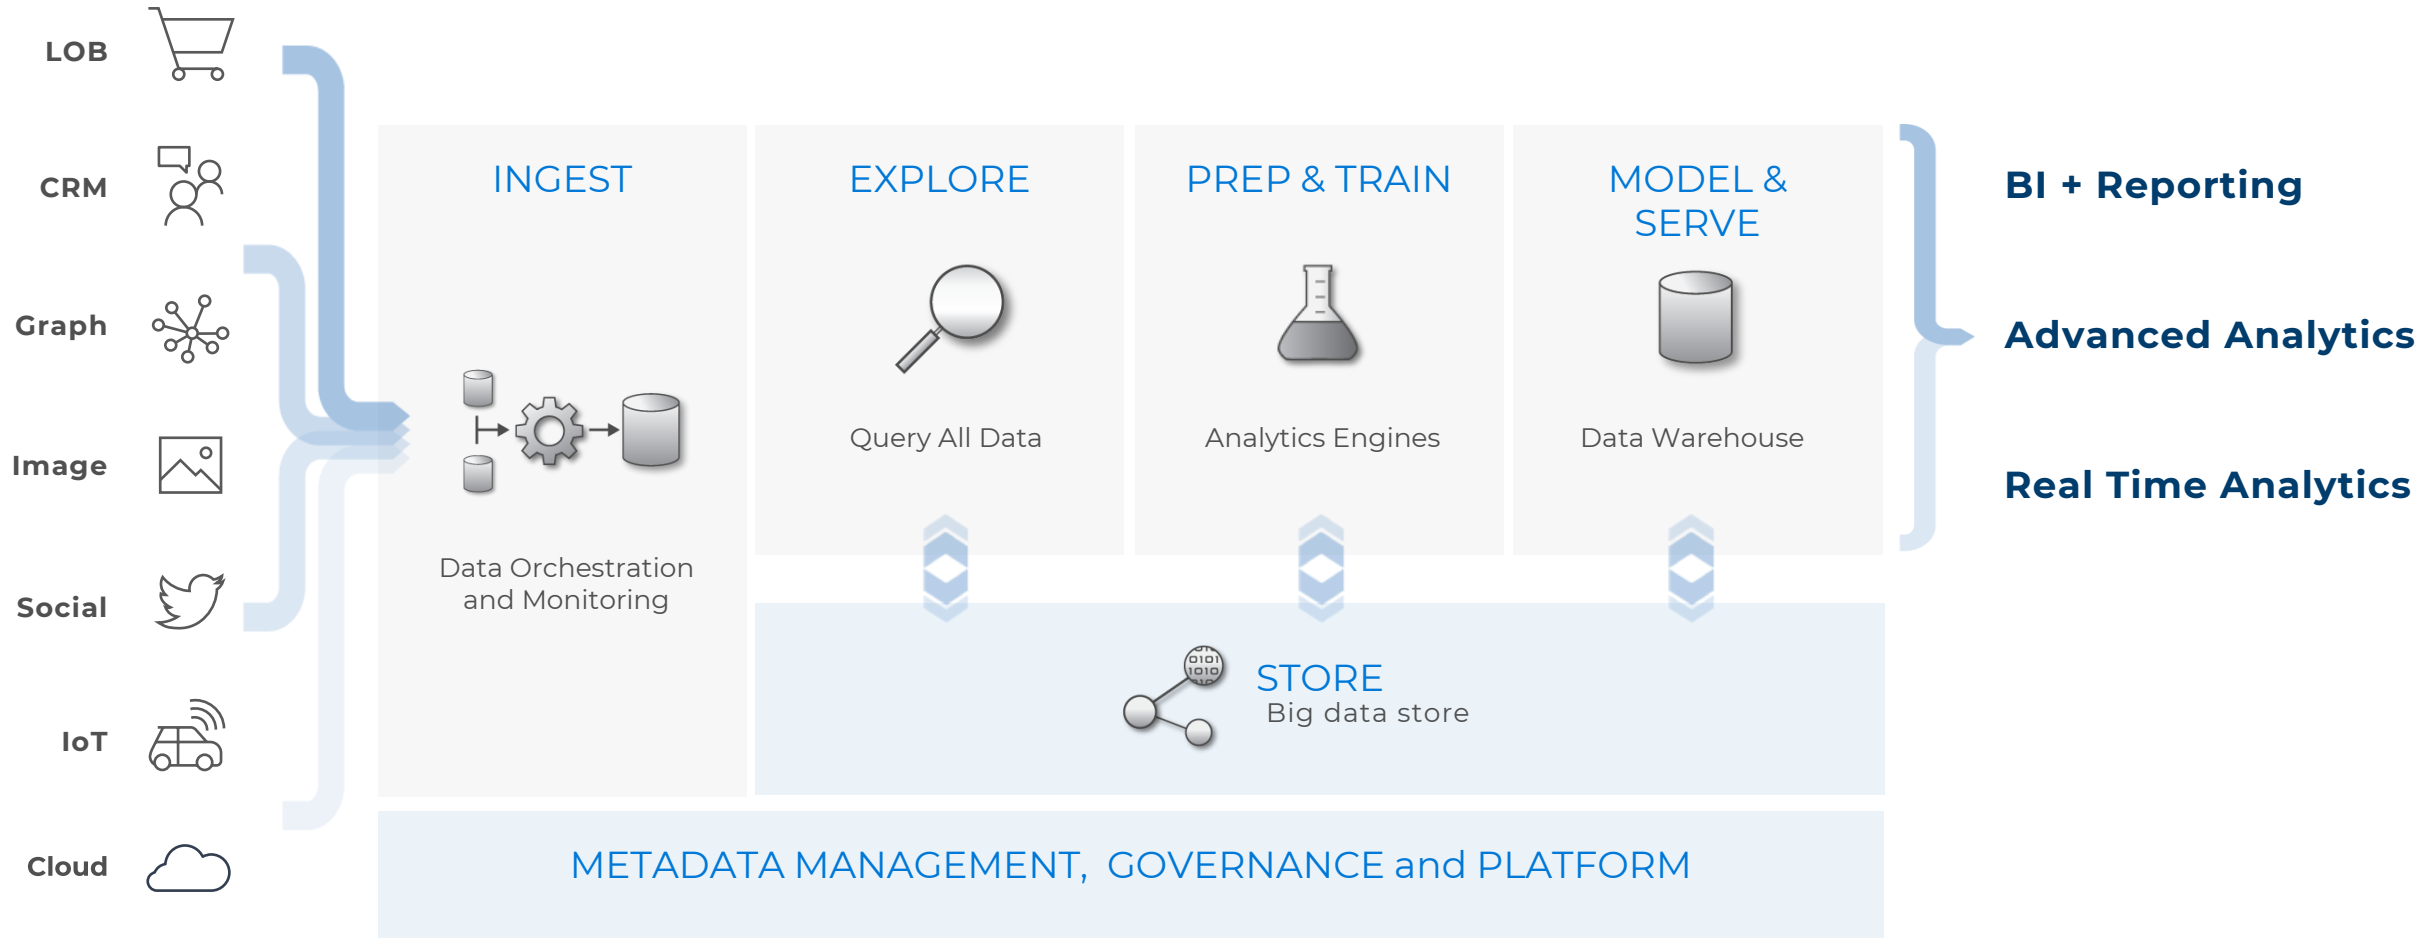 LOB
CRM
Graph
Image
Social
IoT
Cloud
INGEST
Data Orchestration
and Monitoring
EXPLORE
Query All Data
PREP & TRAIN
Analytics Engines
MODEL &
SERVE
Data Warehouse
0101
1010
STORE
Big data store
METADATA MANAGEMENT, GOVERNANCE and PLATFORM
BI + Reporting
Advanced Analytics
Real Time Analytics